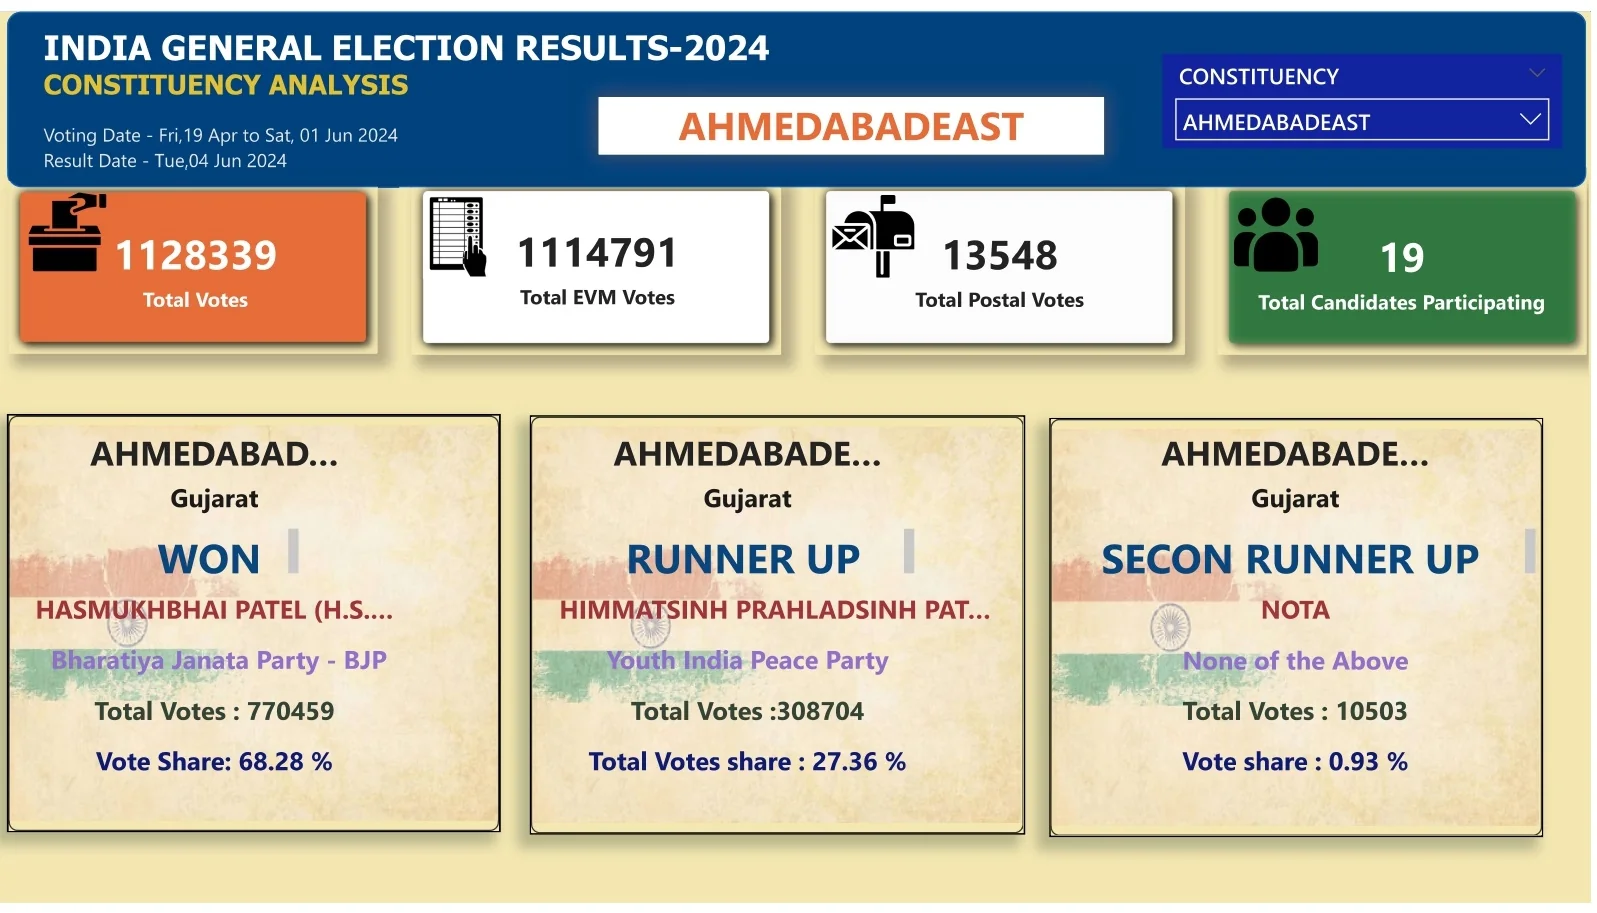 INDIA GENERAL ELECTION RESULTS-2024
CONSTITUENCY ANALYSIS
Voting Date - Fri,19 Apr to Sat, 01 Jun 2024
Result Date - Tue,04 Jun 2024
AHMEDABADEAST
CONSTITUENCY
AHMEDABADEAST
1128339
Total Votes
1114791
Total EVM Votes
13548
Total Postal Votes
19
Total Candidates Participating
AHMEDABAD...
Gujarat
WON
HASMUKHBHAI PATEL (H.S....
Bharatiya Janata Party - BJP
Total Votes : 770459
Vote Share: 68.28 %
AHMEDABADE...
Gujarat
RUNNER UP
HIMMATSINH PRAHLADSINH PAT...
Youth India Peace Party
Total Votes :308704
Total Votes share : 27.36 %
AHMEDABADE...
Gujarat
SECON RUNNER UP
NOTA
None of the Above
Total Votes : 10503
Vote share : 0.93 %